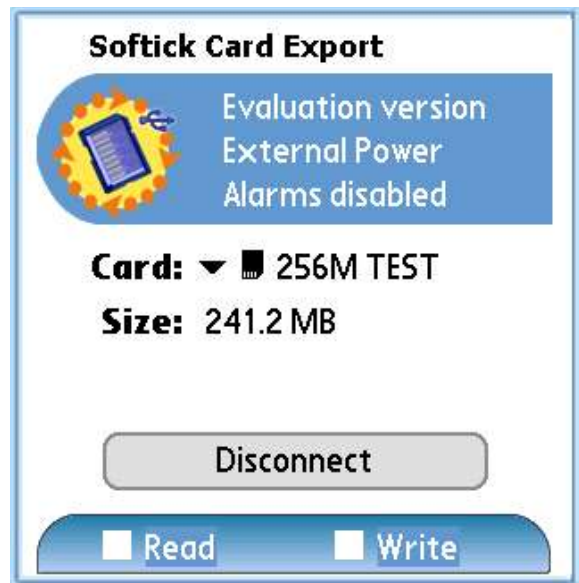 Softick Card Export
Evaluation version
External Power
Alarms disabled
Card: 256M TEST
Size: 241.2 MB
Disconnect
Read Write